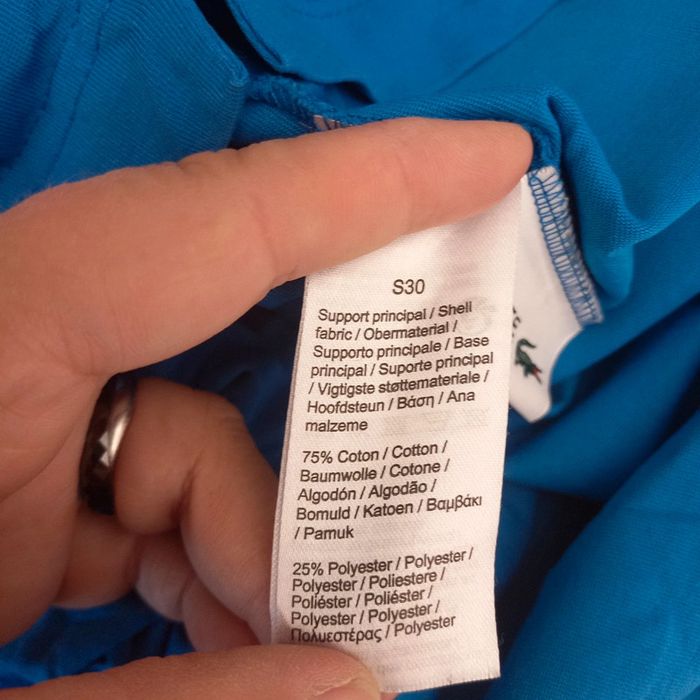 S30
Support principal / Shell
fabric / Obermaterial /
Supporto principale / Base
principal / Suporte principal
/ Vigtigste støttemateriale /
Hoofdsteun / Βάση / Ana
malzeme
75% Coton / Cotton /
Baumwolle / Cotone /
Algodón / Algodão /
Bomuld / Katoen / Βαμβάκι
/ Pamuk
25% Polyester / Polyester /
Polyester / Poliestere /
Poliéster / Poliéster /
Polyester / Polyester /
Πολυεστέρας / Polyester